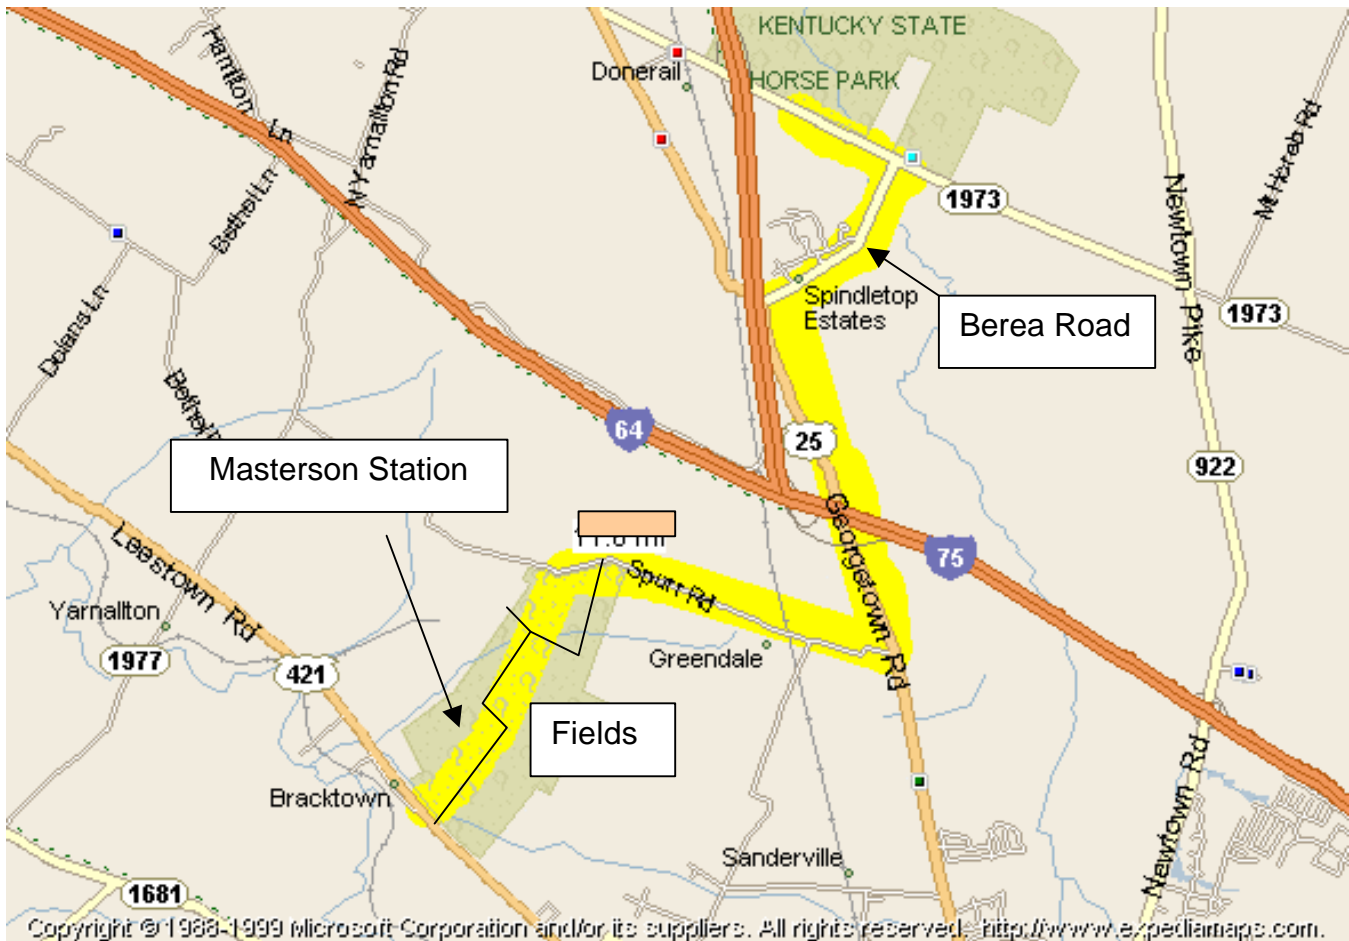 KENTUCKY STATE
HORSE PARK
Donerail
Hamilton Ln
N Yarnallton Rd
Bethel Ln
Mt Horeb Rd
1973
Newtown Pike
Dolans Ln
Spindletop
Estates
Berea Road
1973
64
25
922
Masterson Station
Georgetown Rd
75
Leestown Rd
Spurr Rd
Yarnallton
1977
421
Greendale
Fields
Bracktown
Newtown Rd
Sanderville
1681
Copyright © 1988-1999 Microsoft Corporation and/or its suppliers. All rights reserved. http://www.expediamaps.com.